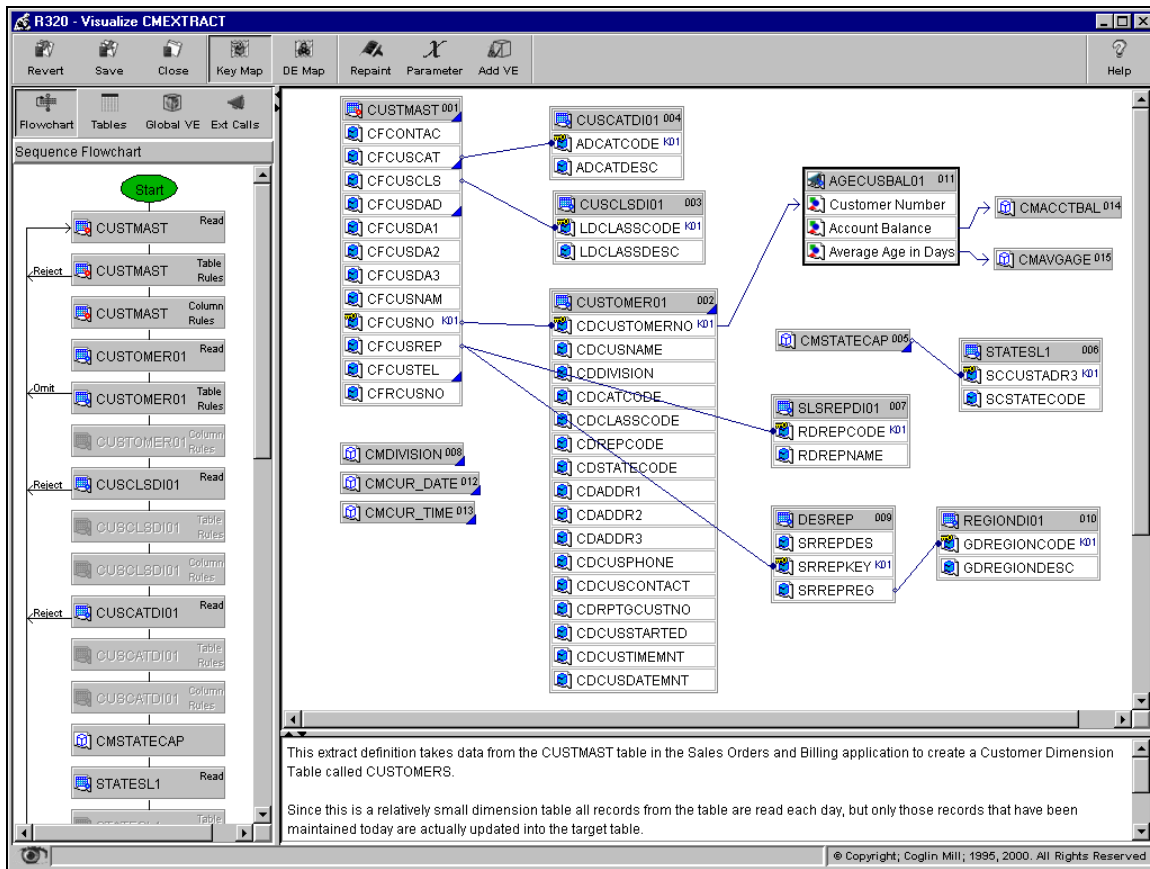 R320 - Visualize CMEXTRACT
Revert Save Close Key Map DE Map Repaint Parameter Add VE Help
Flowchart Tables Global VE Ext Calls
Sequence Flowchart
Start
CUSTMAST Read
Reject CUSTMAST Table Rules
CUSTMAST Column Rules
CUSTOMER01 Read
Omit CUSTOMER01 Table Rules
CUSTOMER01 Column Rules
Reject CUSCLSDI01 Read
CUSCLSDI01 Table Rules
CUSCLSDI01 Column Rules
Reject CUSCATDI01 Read
CUSCATDI01 Table Rules
CUSCATDI01 Column Rules
CMSTATECAP
STATESL1 Read
STATESL1 Table
CUSTMAST 001
CFCONTAC
CFCUSCAT
CFCUSCLS
CFCUSDAD
CFCUSDA1
CFCUSDA2
CFCUSDA3
CFCUSNAM
CFCUSNO K01
CFCUSREP
CFCUSTEL
CFRCUSNO
CMDIVISION 008
CMCUR_DATE 012
CMCUR_TIME 013
CUSCATDI01 004
ADCATCODE K01
ADCATDESC
CUSCLSDI01 003
LDCLASSCODE K01
LDCLASSDESC
CUSTOMER01 002
CDCUSTOMERNO K01
CDCUSNAME
CDDIVISION
CDCATCODE
CDCLASSCODE
CDREPCODE
CDSTATECODE
CDADDR1
CDADDR2
CDADDR3
CDCUSPHONE
CDCUSCONTACT
CDRPTGCUSTNO
CDCUSSTARTED
CDCUSTIMEMNT
CDCUSDATEMNT
AGECUSBAL01 011
Customer Number
Account Balance
Average Age in Days
CMACCTBAL 014
CMAVGAGE 015
CMSTATECAP 005
STATESL1 006
SCCUSTADR3 K01
SCSTATECODE
SLSREPDI01 007
RDREPCODE K01
RDREPNAME
DESREP 009
SRREPDES
SRREPKEY K01
SRREPREG
REGIONDI01 010
GDREGIONCODE K01
GDREGIONDESC
This extract definition takes data from the CUSTMAST table in the Sales Orders and Billing application to create a Customer Dimension
Table called CUSTOMERS.
Since this is a relatively small dimension table all records from the table are read each day, but only those records that have been
maintained today are actually updated into the target table.
© Copyright; Coglin Mill; 1995, 2000. All Rights Reserved